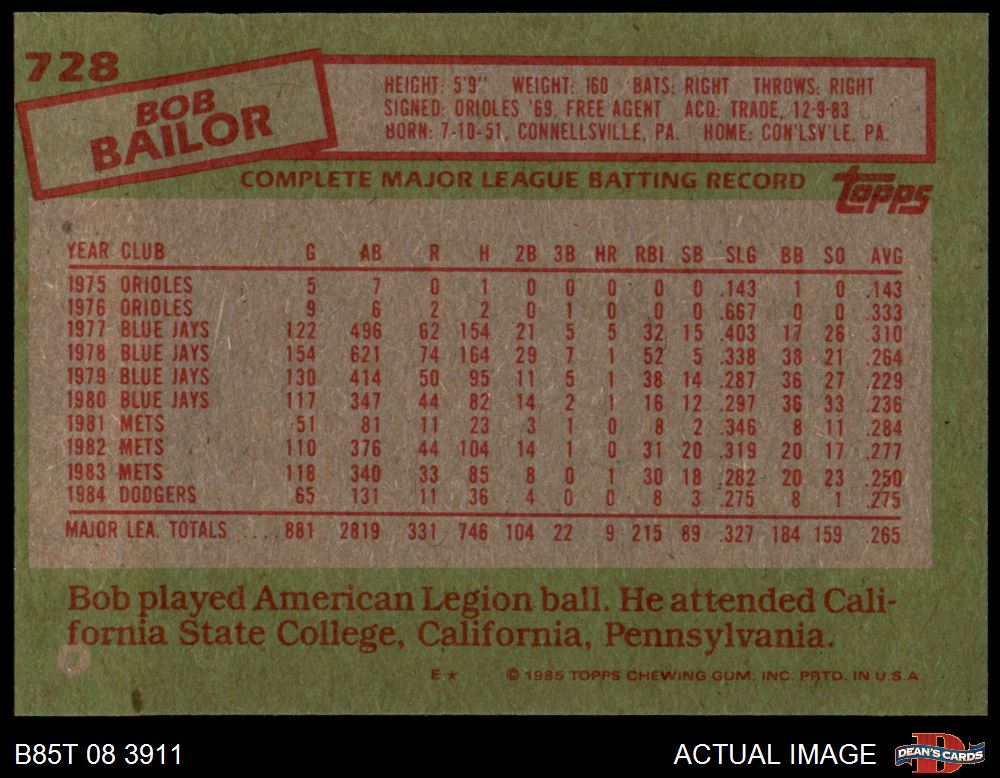 728
BOB
BAILOR
HEIGHT: 5'9" WEIGHT: 160 BATS: RIGHT THROWS: RIGHT
SIGNED: ORIOLES '69, FREE AGENT ACQ: TRADE, 12-9-83
BORN: 7-10-51, CONNELLSVILLE, PA. HOME: CON'LSV'LE, PA.
COMPLETE MAJOR LEAGUE BATTING RECORD
Topps
YEAR CLUB G AB R H 2B 3B HR RBI SB SLG BB SO AVG
1975 ORIOLES 5 7 0 1 0 0 0 0 0 .143 1 0 .143
1976 ORIOLES 9 6 2 2 0 1 0 0 0 .667 0 0 .333
1977 BLUE JAYS 122 496 62 154 21 5 5 32 15 .403 17 26 .310
1978 BLUE JAYS 154 621 74 164 29 7 1 52 5 .338 38 21 .264
1979 BLUE JAYS 130 414 50 95 11 5 1 38 14 .287 36 27 .229
1980 BLUE JAYS 117 347 44 82 14 2 1 16 12 .297 36 33 .236
1981 METS 51 81 11 23 3 1 0 8 2 .346 8 11 .284
1982 METS 110 376 44 104 14 1 0 31 20 .319 20 17 .277
1983 METS 118 340 33 85 8 0 1 30 18 .282 20 23 .250
1984 DODGERS 65 131 11 36 4 0 0 8 3 .275 8 1 .275
MAJOR LEA. TOTALS ....881 2819 331 746 104 22 9 215 89 .327 184 159 .265
Bob played American Legion ball. He attended Cali-
fornia State College, California, Pennsylvania.
E * © 1985 TOPPS CHEWING GUM, INC. PRTD. IN U.S.A.
B85T 08 3911 ACTUAL IMAGE DEAN'S CARDS